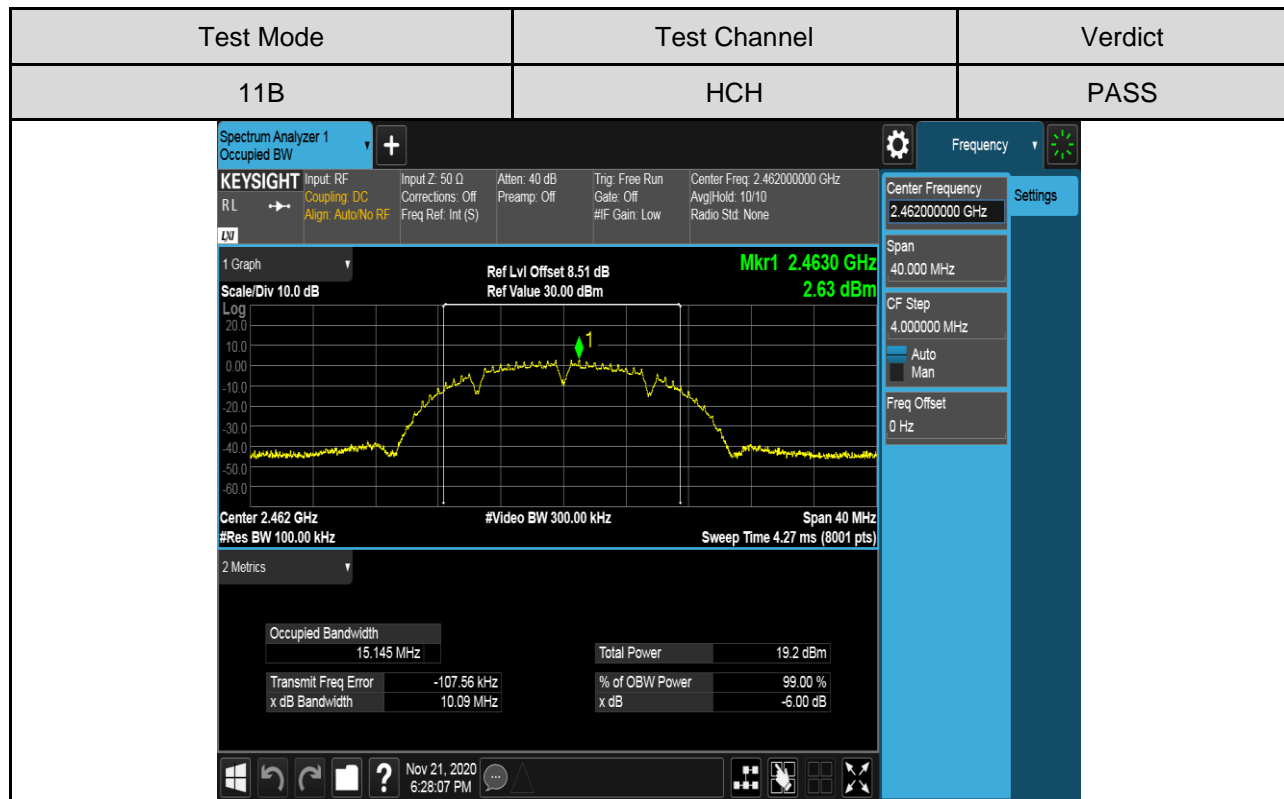 Test Mode Test Channel Verdict
11B HCH PASS
Spectrum Analyzer 1
Occupied BW
+
Frequency
KEYSIGHT
RL
LXI
Input: RF
Coupling: DC
Align: Auto/No RF
Input Z: 50 Ω
Corrections: Off
Freq Ref: Int (S)
Atten: 40 dB
Preamp: Off
Trig: Free Run
Gate: Off
#IF Gain: Low
Center Freq: 2.462000000 GHz
Avg|Hold: 10/10
Radio Std: None
Center Frequency
2.462000000 GHz
Settings
Span
40.000 MHz
CF Step
4.000000 MHz
Auto
Man
Freq Offset
0 Hz
1 Graph
Scale/Div 10.0 dB
Ref Lvl Offset 8.51 dB
Ref Value 30.00 dBm
Mkr1 2.4630 GHz
2.63 dBm
Log
20.0
10.0
0.00
-10.0
-20.0
-30.0
-40.0
-50.0
-60.0
1
Center 2.462 GHz #Video BW 300.00 kHz Span 40 MHz
#Res BW 100.00 kHz Sweep Time 4.27 ms (8001 pts)
2 Metrics
Occupied Bandwidth
15.145 MHz
Total Power 19.2 dBm
Transmit Freq Error -107.56 kHz % of OBW Power 99.00 %
x dB Bandwidth 10.09 MHz x dB -6.00 dB
?
Nov 21, 2020
6:28:07 PM